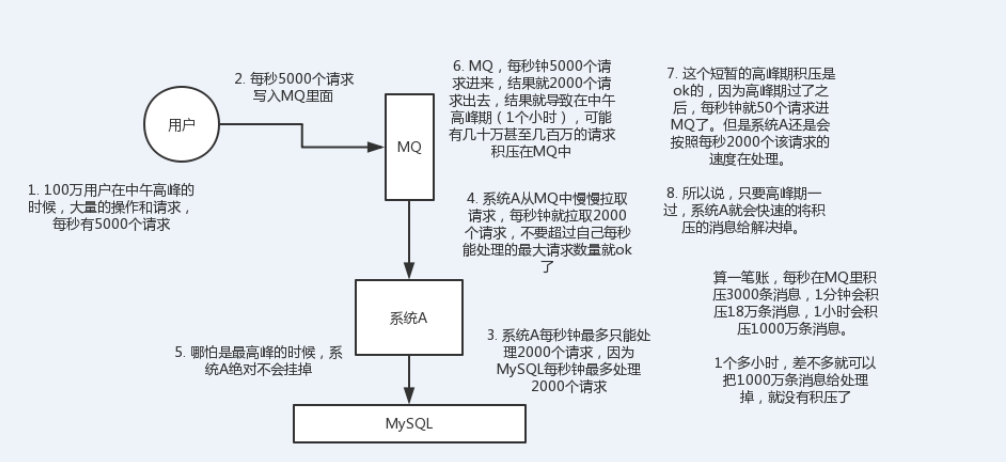 2. 每秒5000个请求
写入MQ里面
用户
MQ
1. 100万用户在中午高峰的
时候，大量的操作和请求，
每秒有5000个请求
6. MQ，每秒钟5000个请
求进来，结果就2000个请
求出去，结果就导致在中午
高峰期（1个小时），可能
有几十万甚至几百万的请求
积压在MQ中
4. 系统A从MQ中慢慢拉取
请求，每秒钟就拉取2000
个请求，不要超过自己每秒
能处理的最大请求数量就ok
了
系统A
5. 哪怕是最高峰的时候，系
统A绝对不会挂掉
3. 系统A每秒钟最多只能处
理2000个请求，因为
MySQL每秒钟最多处理
2000个请求
MySQL
7. 这个短暂的高峰期积压是
ok的，因为高峰期过了之
后，每秒钟就50个请求进
MQ了。但是系统A还是会
按照每秒2000个该请求的
速度在处理。
8. 所以说，只要高峰期一
过，系统A就会快速的将积
压的消息给解决掉。
算一笔账，每秒在MQ里积
压3000条消息，1分钟会积
压18万条消息，1小时会积
压1000万条消息。
1个多小时，差不多就可以
把1000万条消息给处理
掉，就没有积压了